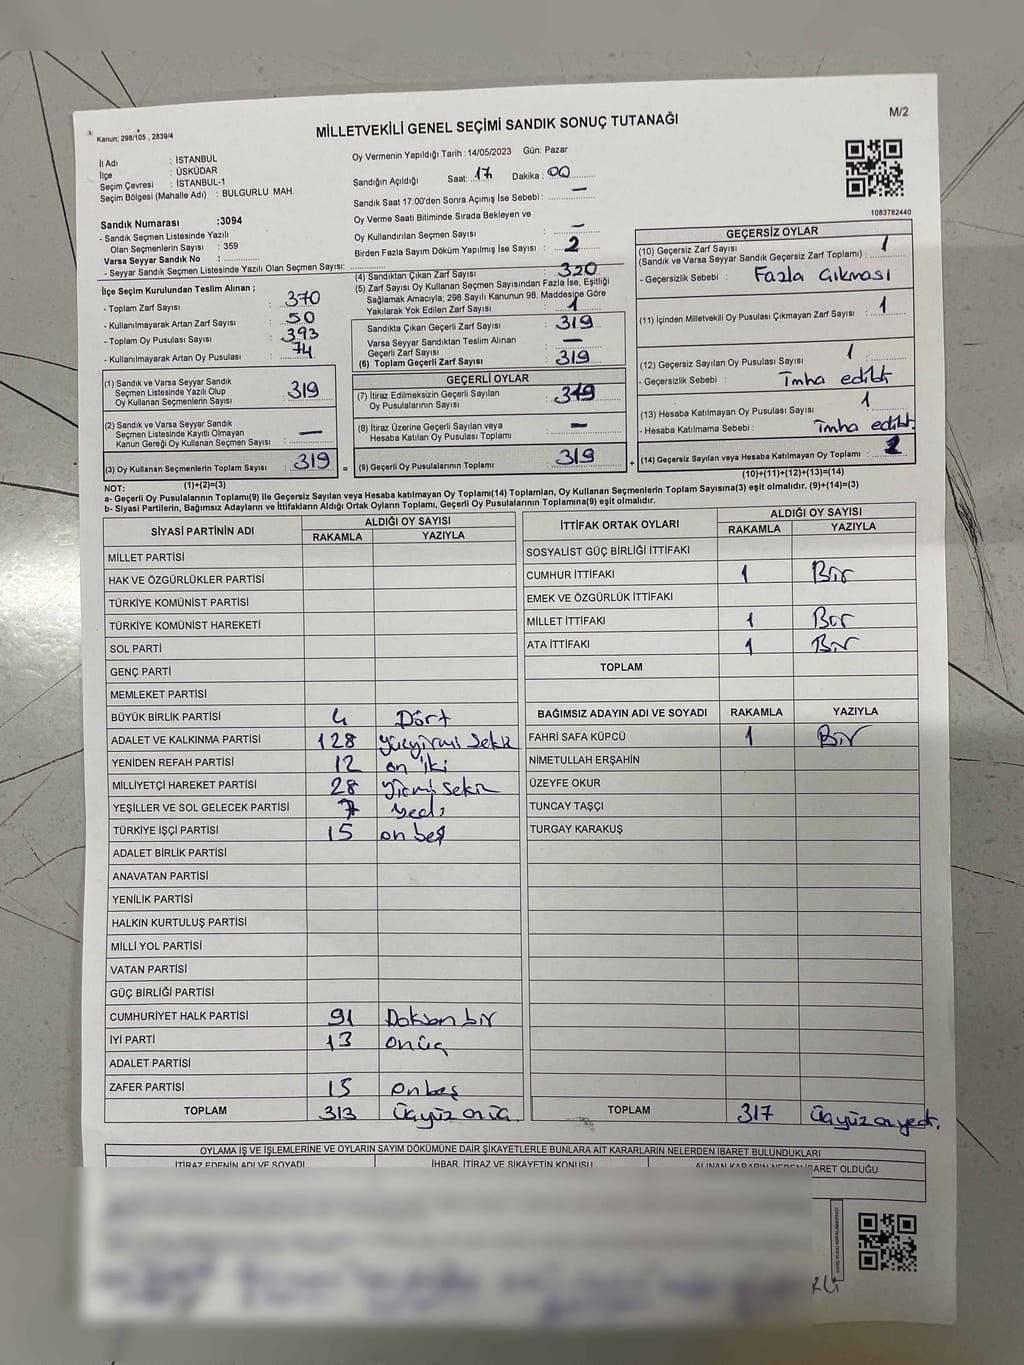 Kanun; 298/105 , 2839/4
M/2
MİLLETVEKİLİ GENEL SEÇİMİ SANDIK SONUÇ TUTANAĞI
İl Adı : İSTANBUL
İlçe : ÜSKÜDAR
Seçim Çevresi : İSTANBUL-1
Seçim Bölgesi (Mahalle Adı) : BULGURLU MAH.
Oy Vermenin Yapıldığı Tarih : 14/05/2023 Gün: Pazar
Sandığın Açıldığı Saat: 17 Dakika : 00
Sandık Saat 17:00'den Sonra Açılmış İse Sebebi : —
Oy Verme Saati Bitiminde Sırada Bekleyen ve
Oy Kullandırılan Seçmen Sayısı : —
Birden Fazla Sayım Döküm Yapılmış İse Sayısı : 2
1083782440
Sandık Numarası : 3094
- Sandık Seçmen Listesinde Yazılı
Olan Seçmenlerin Sayısı : 359
Varsa Seyyar Sandık No :
- Seyyar Sandık Seçmen Listesinde Yazılı Olan Seçmen Sayısı:
İlçe Seçim Kurulundan Teslim Alınan ;
- Toplam Zarf Sayısı : 370
- Kullanılmayarak Artan Zarf Sayısı : 50
- Toplam Oy Pusulası Sayısı : 393
- Kullanılmayarak Artan Oy Pusulası : 74
(1) Sandık ve Varsa Seyyar Sandık
Seçmen Listesinde Yazılı Olup
Oy Kullanan Seçmenlerin Sayısı : 319
(2) Sandık ve Varsa Seyyar Sandık
Seçmen Listesinde Kayıtlı Olmayan
Kanun Gereği Oy Kullanan Seçmen Sayısı : —
(3) Oy Kullanan Seçmenlerin Toplam Sayısı : 319
(1)+(2)=(3)
(4) Sandıktan Çıkan Zarf Sayısı : 320
(5) Zarf Sayısı Oy Kullanan Seçmen Sayısından Fazla İse, Eşitliği
Sağlamak Amacıyla; 298 Sayılı Kanunun 98. Maddesine Göre
Yakılarak Yok Edilen Zarf Sayısı : 1
Sandıkta Çıkan Geçerli Zarf Sayısı : 319
Varsa Seyyar Sandıktan Teslim Alınan
Geçerli Zarf Sayısı : —
(6) Toplam Geçerli Zarf Sayısı : 319
GEÇERLİ OYLAR
(7) İtiraz Edilmeksizin Geçerli Sayılan
Oy Pusulalarının Sayısı : 319
(8) İtiraz Üzerine Geçerli Sayılan veya
Hesaba Katılan Oy Pusulası Toplamı : —
(9) Geçerli Oy Pusulalarının Toplamı : 319
GEÇERSİZ OYLAR
(10) Geçersiz Zarf Sayısı : 1
(Sandık ve Varsa Seyyar Sandık Geçersiz Zarf Toplamı)
- Geçersizlik Sebebi : Fazla Çıkması
(11) İçinden Milletvekili Oy Pusulası Çıkmayan Zarf Sayısı : 1
(12) Geçersiz Sayılan Oy Pusulası Sayısı : 1
- Geçersizlik Sebebi : İmha edildi
(13) Hesaba Katılmayan Oy Pusulası Sayısı : 1
- Hesaba Katılmama Sebebi : İmha edildi.
(14) Geçersiz Sayılan veya Hesaba Katılmayan Oy Toplamı :
(10)+(11)+(12)+(13)=(14)
NOT:
a- Geçerli Oy Pusulalarının Toplamı(9) ile Geçersiz Sayılan veya Hesaba katılmayan Oy Toplamı(14) Toplamları, Oy Kullanan Seçmenlerin Toplam Sayısına(3) eşit olmalıdır. (9)+(14)=(3)
b- Siyasi Partilerin, Bağımsız Adayların ve İttifakların Aldığı Ortak Oyların Toplamı, Geçerli Oy Pusulalarının Toplamına(9) eşit olmalıdır.
SİYASİ PARTİNİN ADI ALDIĞI OY SAYISI
RAKAMLA YAZIYLA
MİLLET PARTİSİ
HAK VE ÖZGÜRLÜKLER PARTİSİ
TÜRKİYE KOMÜNİST PARTİSİ
TÜRKİYE KOMÜNİST HAREKETİ
SOL PARTİ
GENÇ PARTİ
MEMLEKET PARTİSİ
BÜYÜK BİRLİK PARTİSİ 4 Dört
ADALET VE KALKINMA PARTİSİ 128 yüzyirmi sekiz
YENİDEN REFAH PARTİSİ 12 on iki
MİLLİYETÇİ HAREKET PARTİSİ 28 yirmi sekiz
YEŞİLLER VE SOL GELECEK PARTİSİ 7 yedi
TÜRKİYE İŞÇİ PARTİSİ 15 on beş
ADALET BİRLİK PARTİSİ
ANAVATAN PARTİSİ
YENİLİK PARTİSİ
HALKIN KURTULUŞ PARTİSİ
MİLLİ YOL PARTİSİ
VATAN PARTİSİ
GÜÇ BİRLİĞİ PARTİSİ
CUMHURİYET HALK PARTİSİ 91 Doksan bir
İYİ PARTİ 13 onüç
ADALET PARTİSİ
ZAFER PARTİSİ 15 onbeş
TOPLAM 313 üçyüz onüç
İTTİFAK ORTAK OYLARI ALDIĞI OY SAYISI
RAKAMLA YAZIYLA
SOSYALİST GÜÇ BİRLİĞİ İTTİFAKI
CUMHUR İTTİFAKI 1 Bir
EMEK VE ÖZGÜRLÜK İTTİFAKI
MİLLET İTTİFAKI 1 Bir
ATA İTTİFAKI 1 Bir
TOPLAM
BAĞIMSIZ ADAYIN ADI VE SOYADI RAKAMLA YAZIYLA
FAHRİ SAFA KÜPCÜ 1 Bir
NİMETULLAH ERŞAHİN
ÜZEYFE OKUR
TUNCAY TAŞÇI
TURGAY KARAKUŞ
TOPLAM 317 üçyüz onyedi.
OYLAMA İŞ VE İŞLEMLERİNE VE OYLARIN SAYIM DÖKÜMÜNE DAİR ŞİKAYETLERLE BUNLARA AİT KARARLARIN NELERDEN İBARET BULUNDUKLARI
İTİRAZ EDENİN ADI VE SOYADI İHBAR, İTİRAZ VE ŞİKAYETİN KONUSU ALINAN KARARIN NEDEN İBARET OLDUĞU